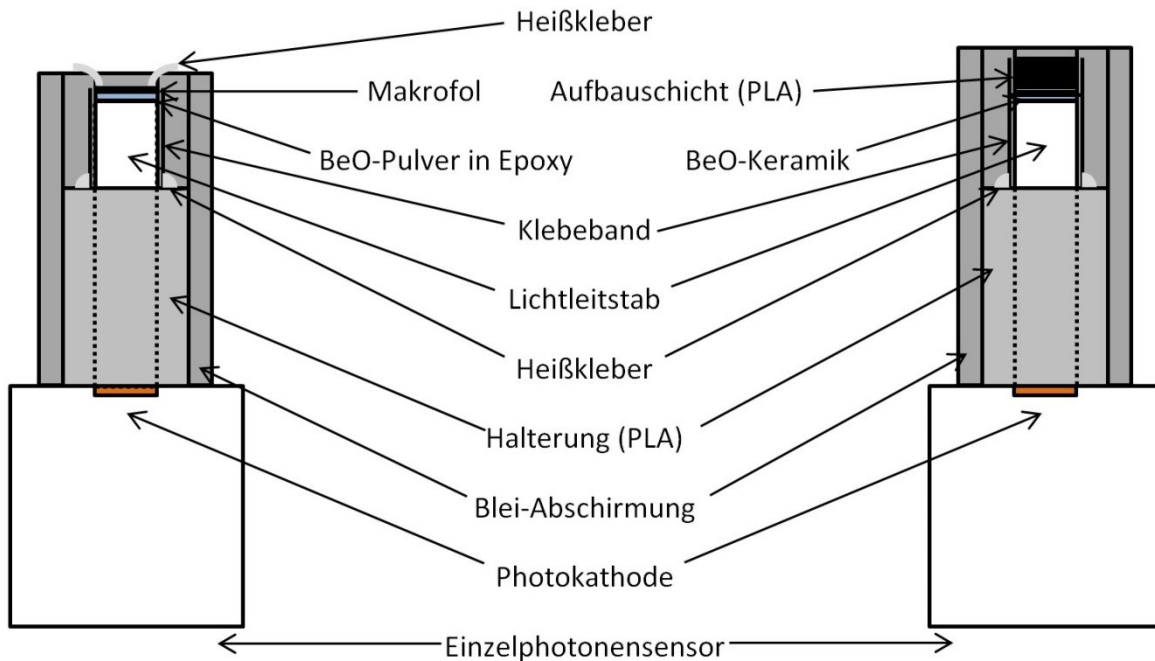 Heißkleber
Makrofol
Aufbauschicht (PLA)
BeO-Pulver in Epoxy
BeO-Keramik
Klebeband
Lichtleitstab
Heißkleber
Halterung (PLA)
Blei-Abschirmung
Photokathode
Einzelphotonensensor